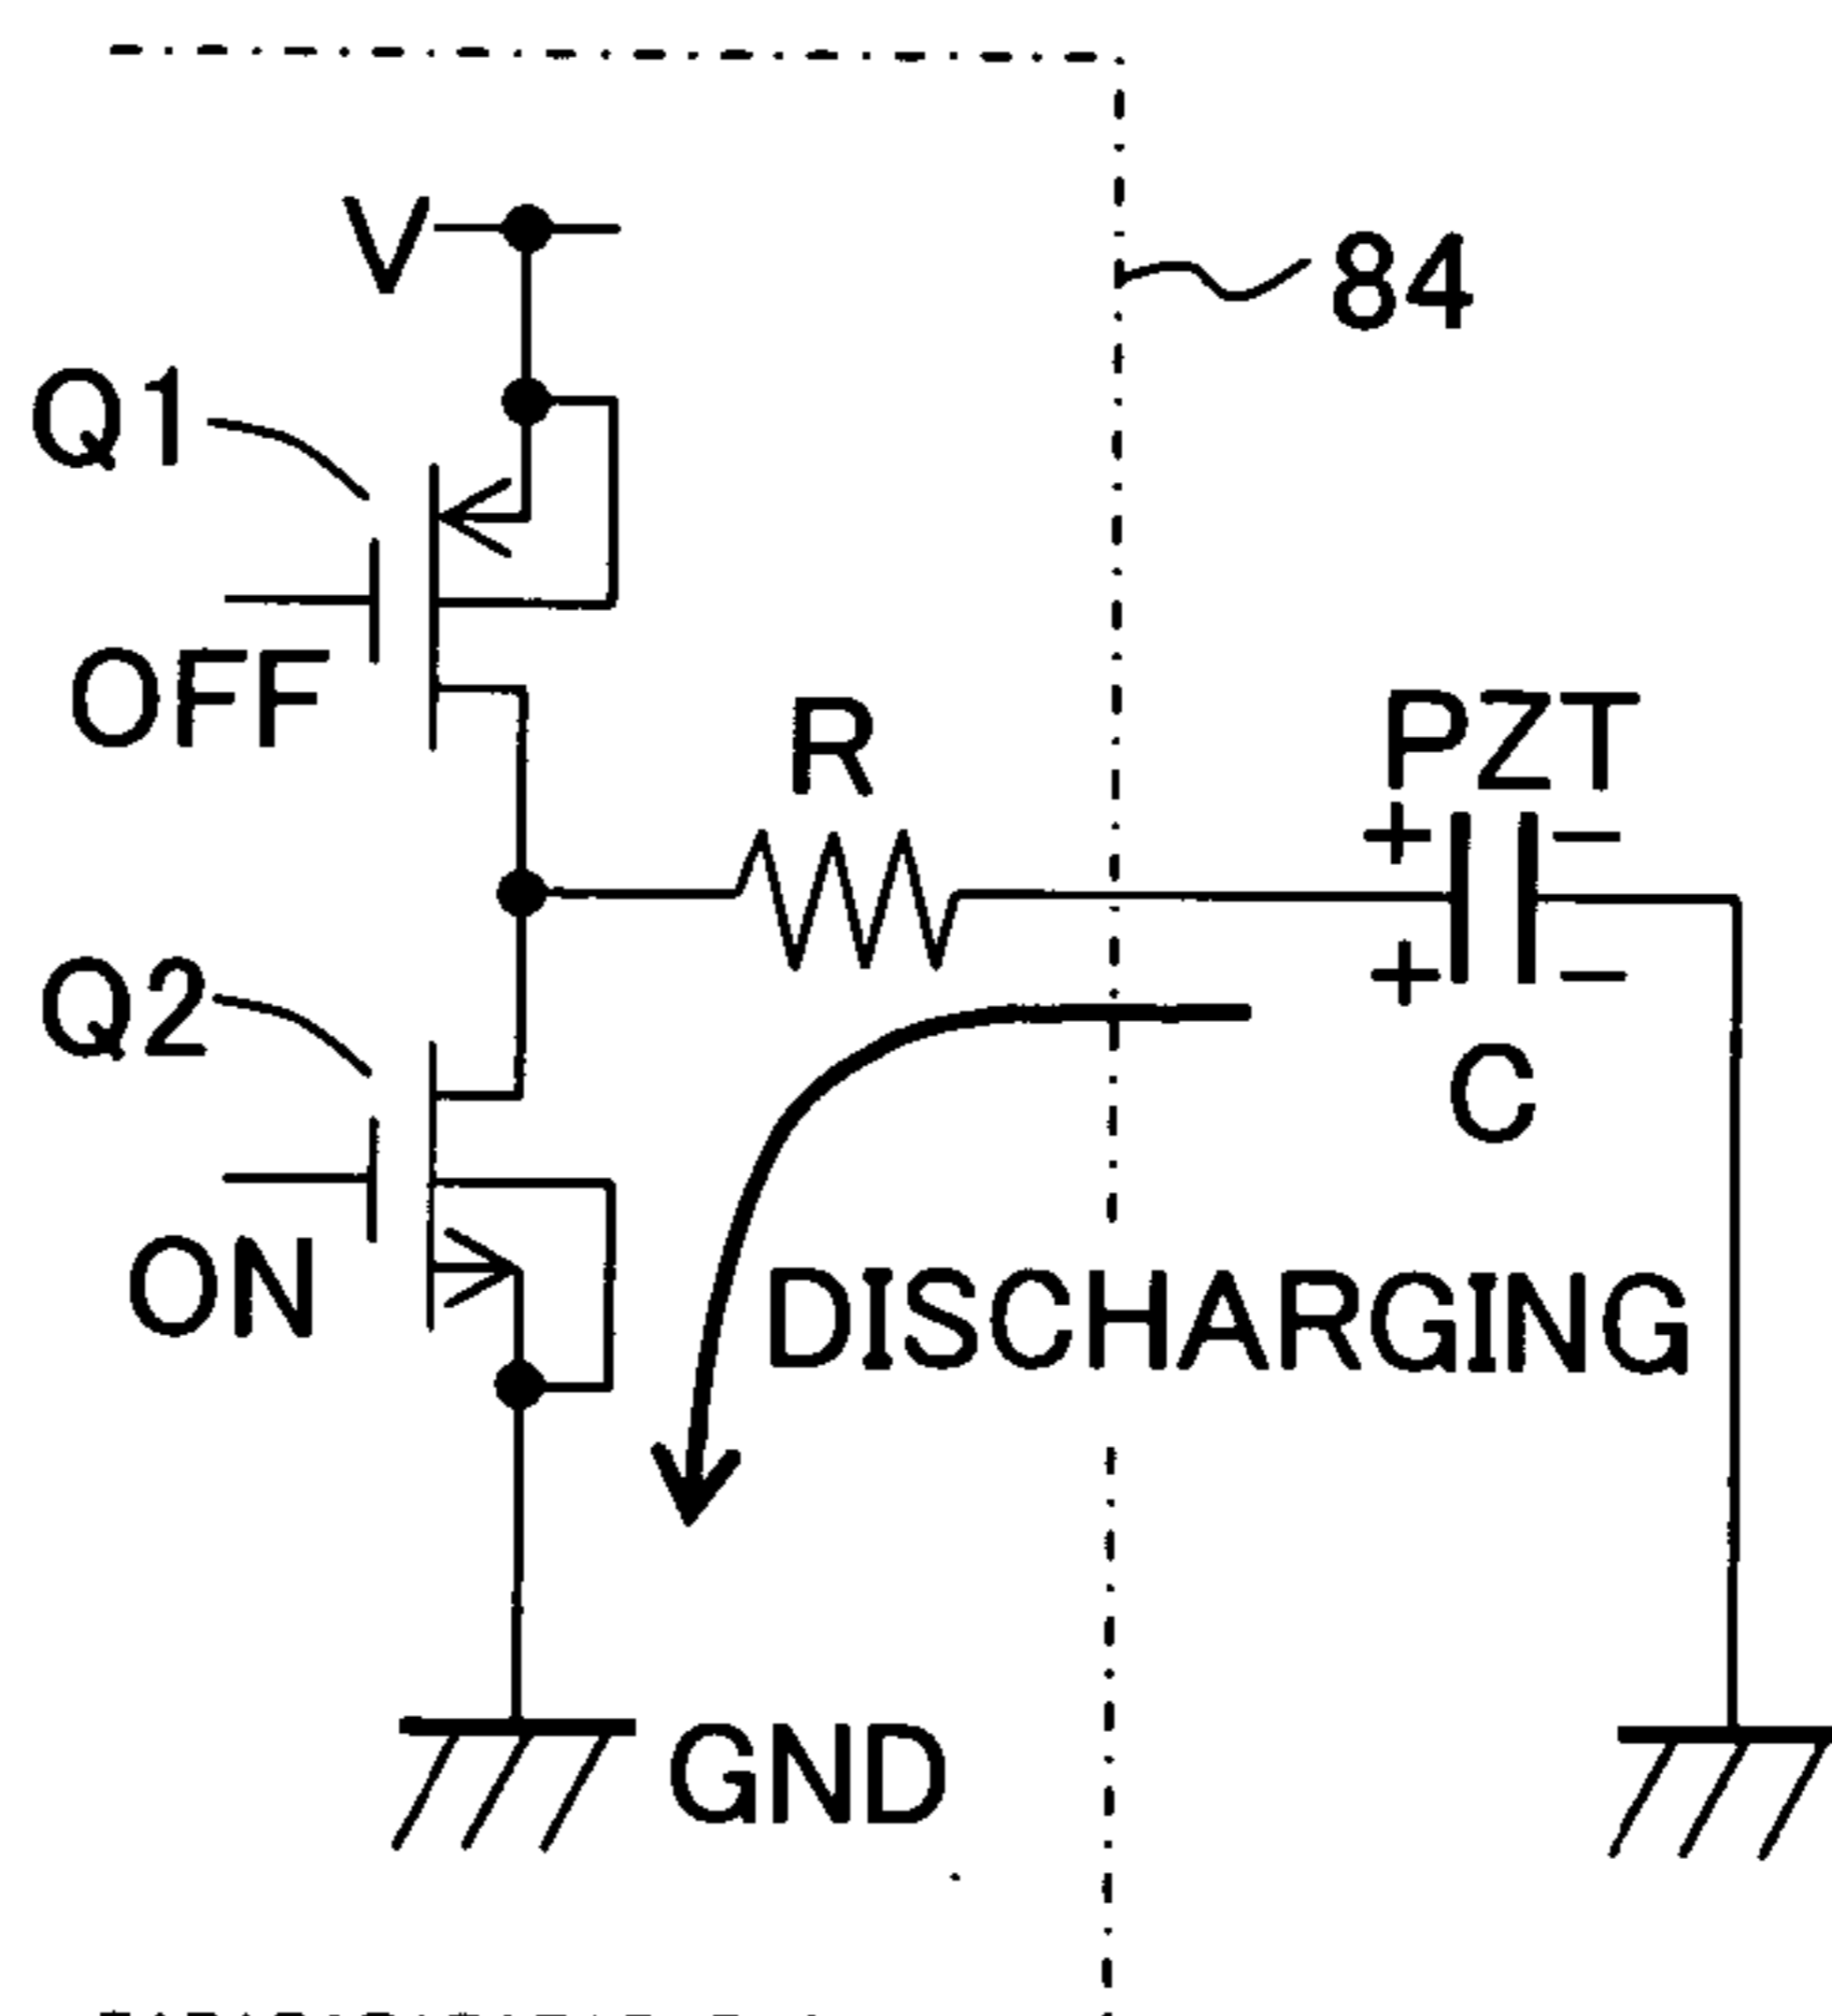 V
84
Q1
OFF
R
PZT
+ −
Q2
+ −
C
ON
DISCHARGING
GND